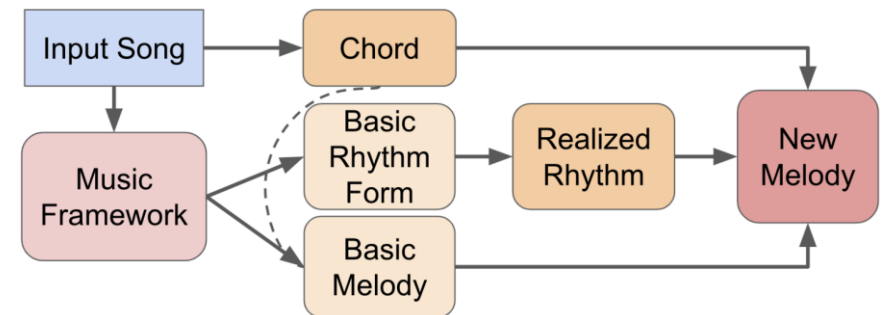 Input Song
Chord
Music
Framework
Basic
Rhythm
Form
Realized
Rhythm
New
Melody
Basic
Melody